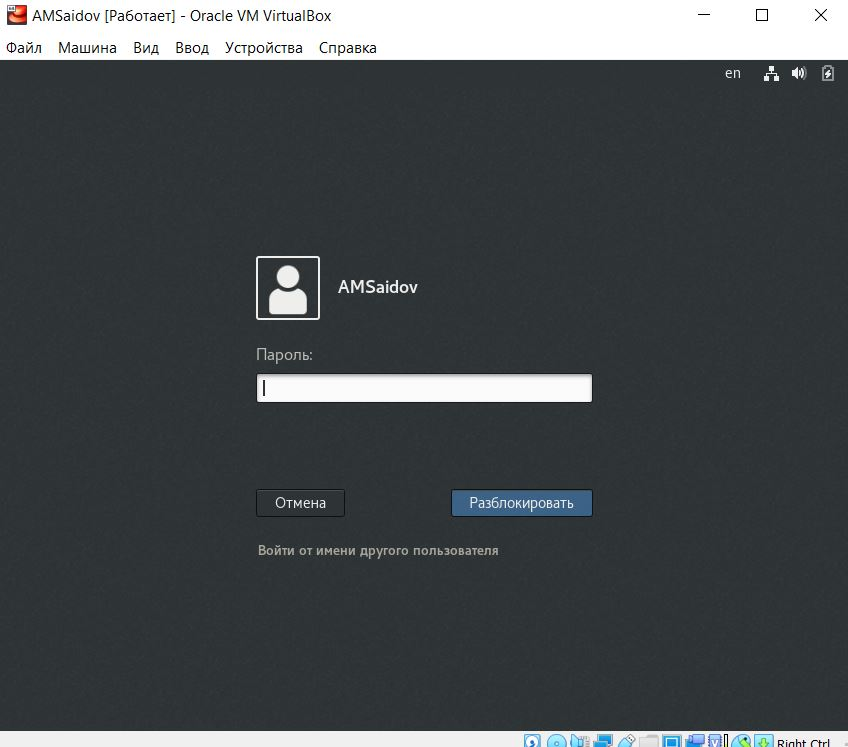 AMSaidov [Работает] - Oracle VM VirtualBox
Файл Машина Вид Ввод Устройства Справка
en
AMSaidov
Пароль:
Отмена Разблокировать
Войти от имени другого пользователя
Right Ctrl